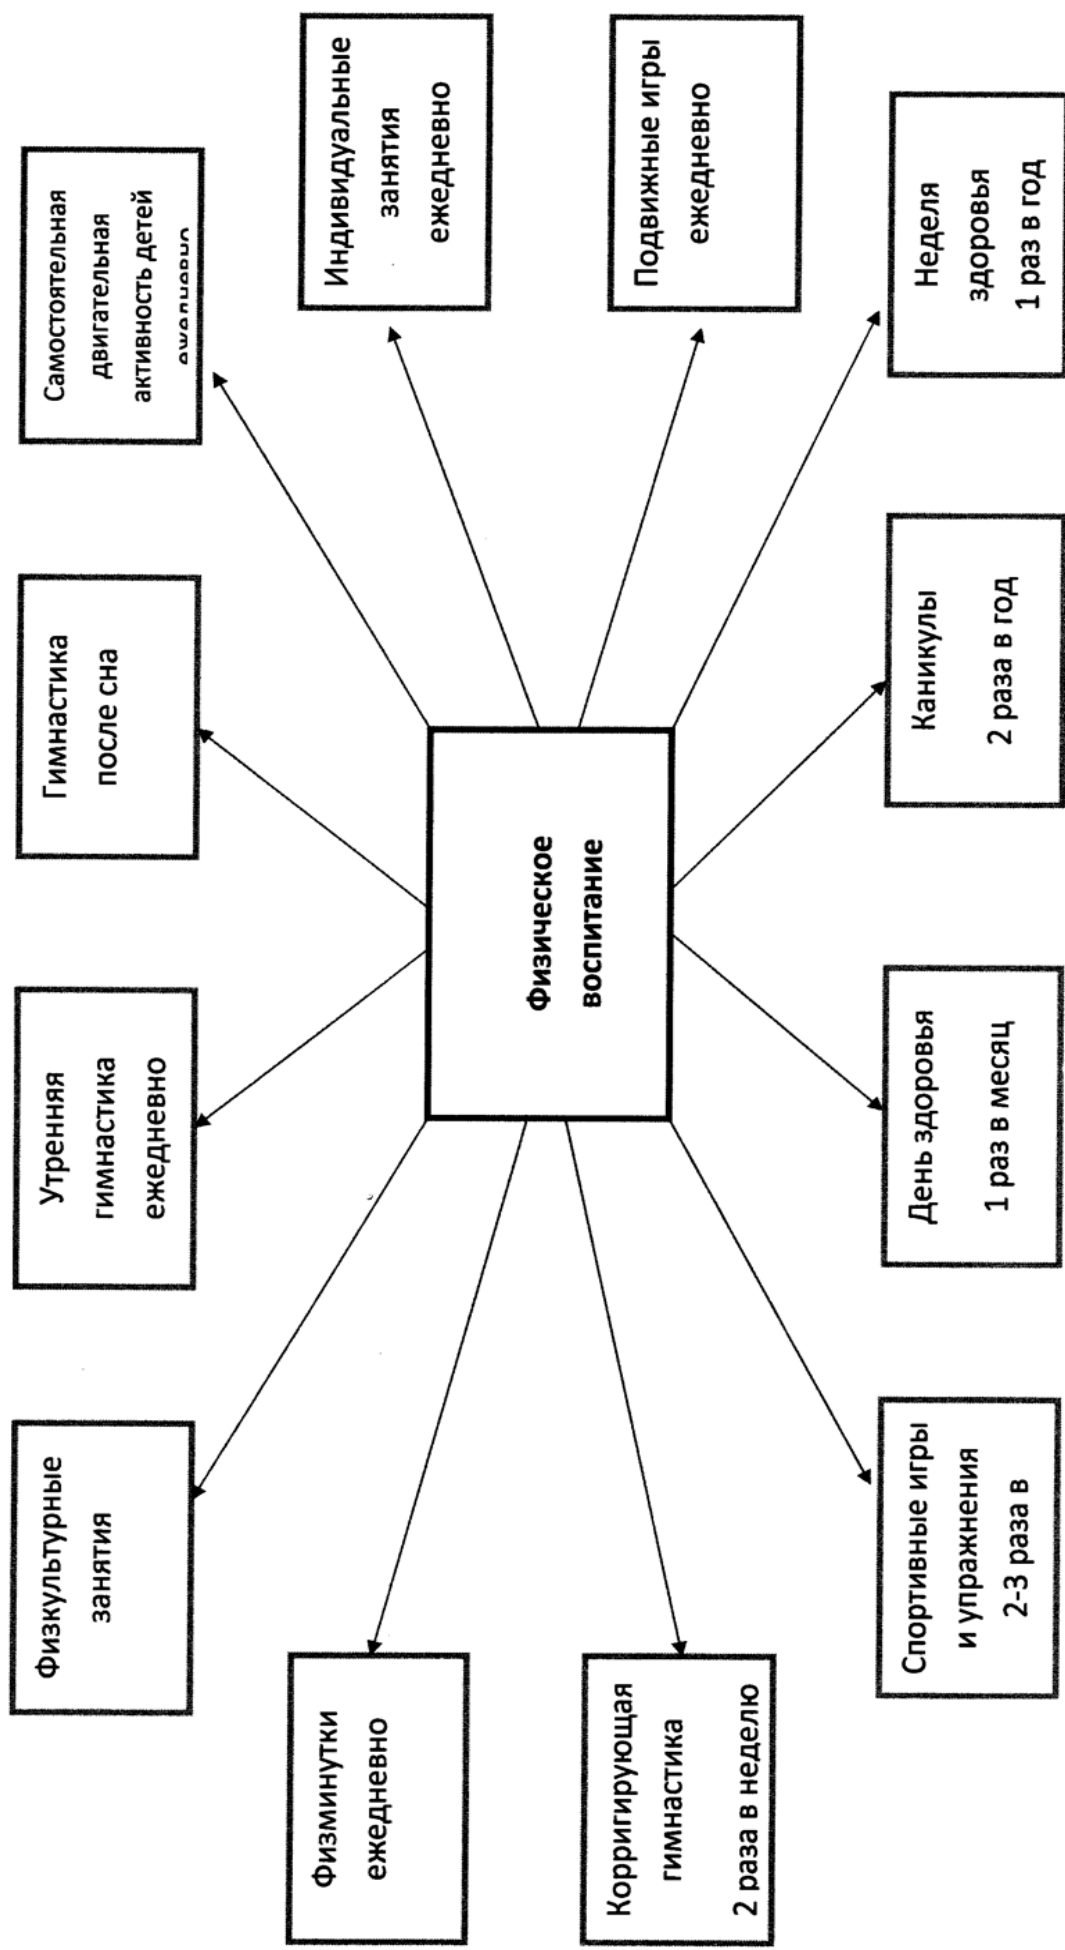 Физкультурные
занятия
Утренняя
гимнастика
ежедневно
Гимнастика
после сна
Самостоятельная
двигательная
активность детей
Физминутки
ежедневно
Индивидуальные
занятия
ежедневно
Физическое
воспитание
Корригирующая
гимнастика
2 раза в неделю
Подвижные игры
ежедневно
Спортивные игры
и упражнения
2-3 раза в
День здоровья
1 раз в месяц
Каникулы
2 раза в год
Неделя
здоровья
1 раз в год